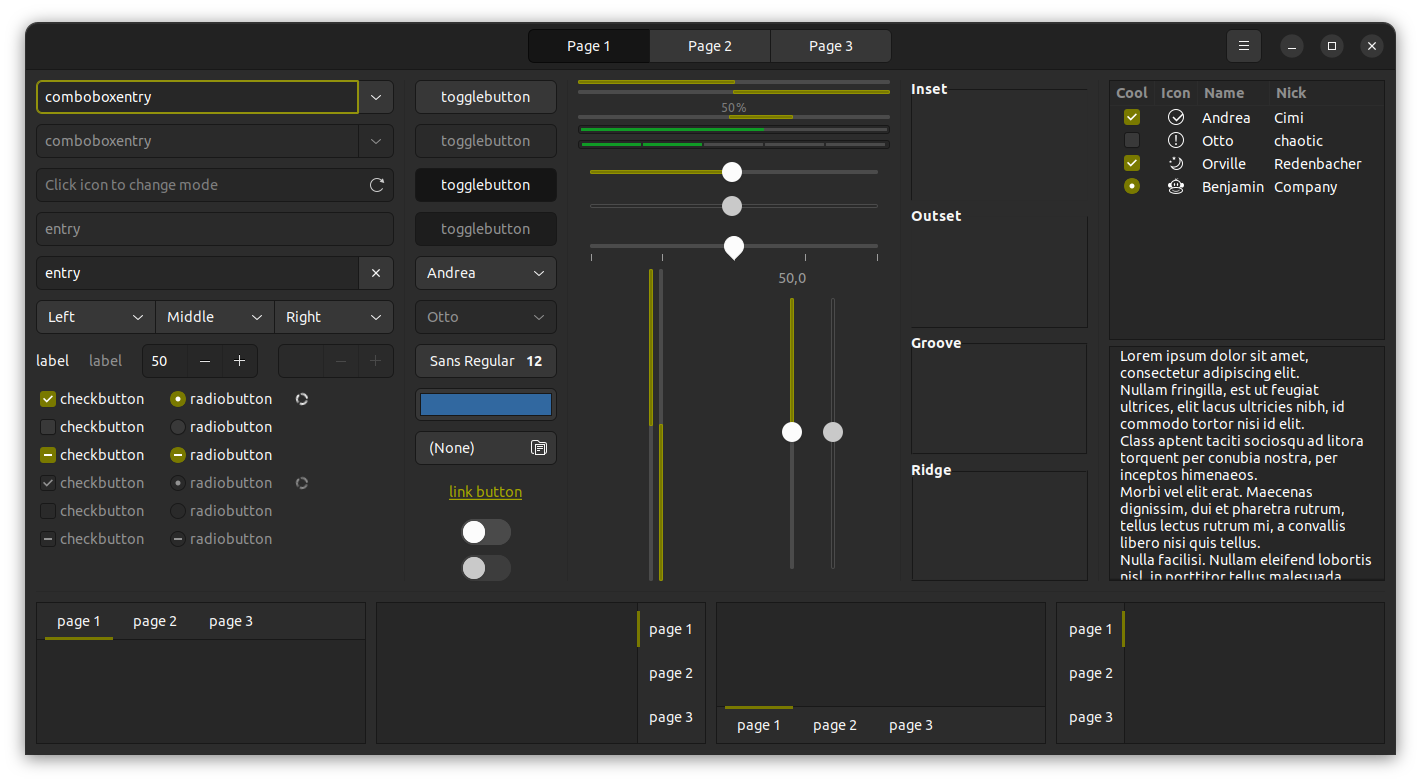 Page 1 Page 2 Page 3
comboboxentry
comboboxentry
Click icon to change mode
entry
entry
Left Middle Right
label label 50
checkbutton radiobutton
checkbutton radiobutton
checkbutton radiobutton
checkbutton radiobutton
checkbutton radiobutton
checkbutton radiobutton
togglebutton
togglebutton
togglebutton
togglebutton
Andrea
Otto
Sans Regular 12
(None)
link button
50%
50,0
Inset
Outset
Groove
Ridge
Cool Icon Name Nick
Andrea Cimi
Otto chaotic
Orville Redenbacher
Benjamin Company
Lorem ipsum dolor sit amet,
consectetur adipiscing elit.
Nullam fringilla, est ut feugiat
ultrices, elit lacus ultricies nibh, id
commodo tortor nisi id elit.
Class aptent taciti sociosqu ad litora
torquent per conubia nostra, per
inceptos himenaeos.
Morbi vel elit erat. Maecenas
dignissim, dui et pharetra rutrum,
tellus lectus rutrum mi, a convallis
libero nisi quis tellus.
Nulla facilisi. Nullam eleifend lobortis
nisl, in porttitor tellus malesuada
page 1 page 2 page 3
page 1
page 2
page 3
page 1 page 2 page 3
page 1
page 2
page 3